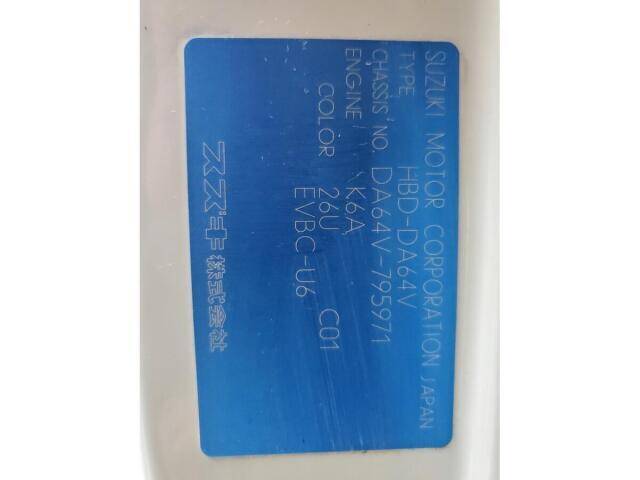 SUZUKI MOTOR CORPORATION JAPAN
TYPE HBD-DA64V
CHASSIS NO. DA64V-795971
ENGINE K6A
COLOR 26U C01
EVBC-U6
スズキ株式会社